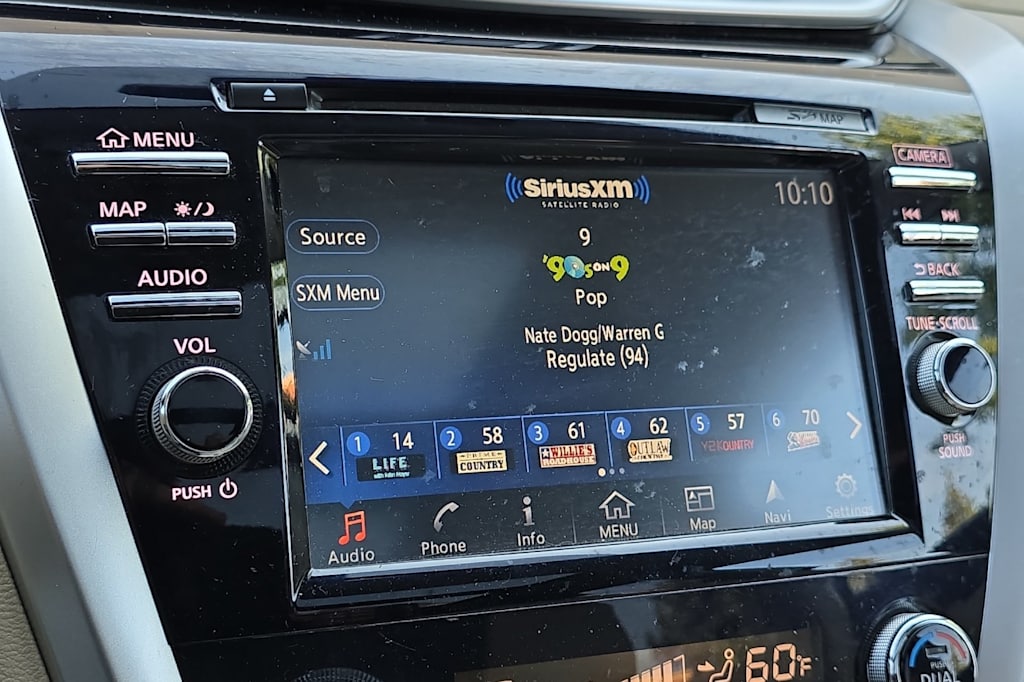 SD MAP
MENU
MAP
AUDIO
VOL
PUSH
SiriusXM
SATELLITE RADIO
10:10
Source
SXM Menu
9
'90s ON 9
Pop
Nate Dogg/Warren G
Regulate (94)
1 14
LIFE
2 58
PRIME
COUNTRY
3 61
WILLIE'S
ROADHOUSE
4 62
OUTLAW
5 57
Y2KOUNTRY
6 70
Audio
Phone
Info
MENU
Map
Navi
Settings
CAMERA
BACK
TUNE·SCROLL
PUSH
SOUND
60°F
PUSH
DUAL